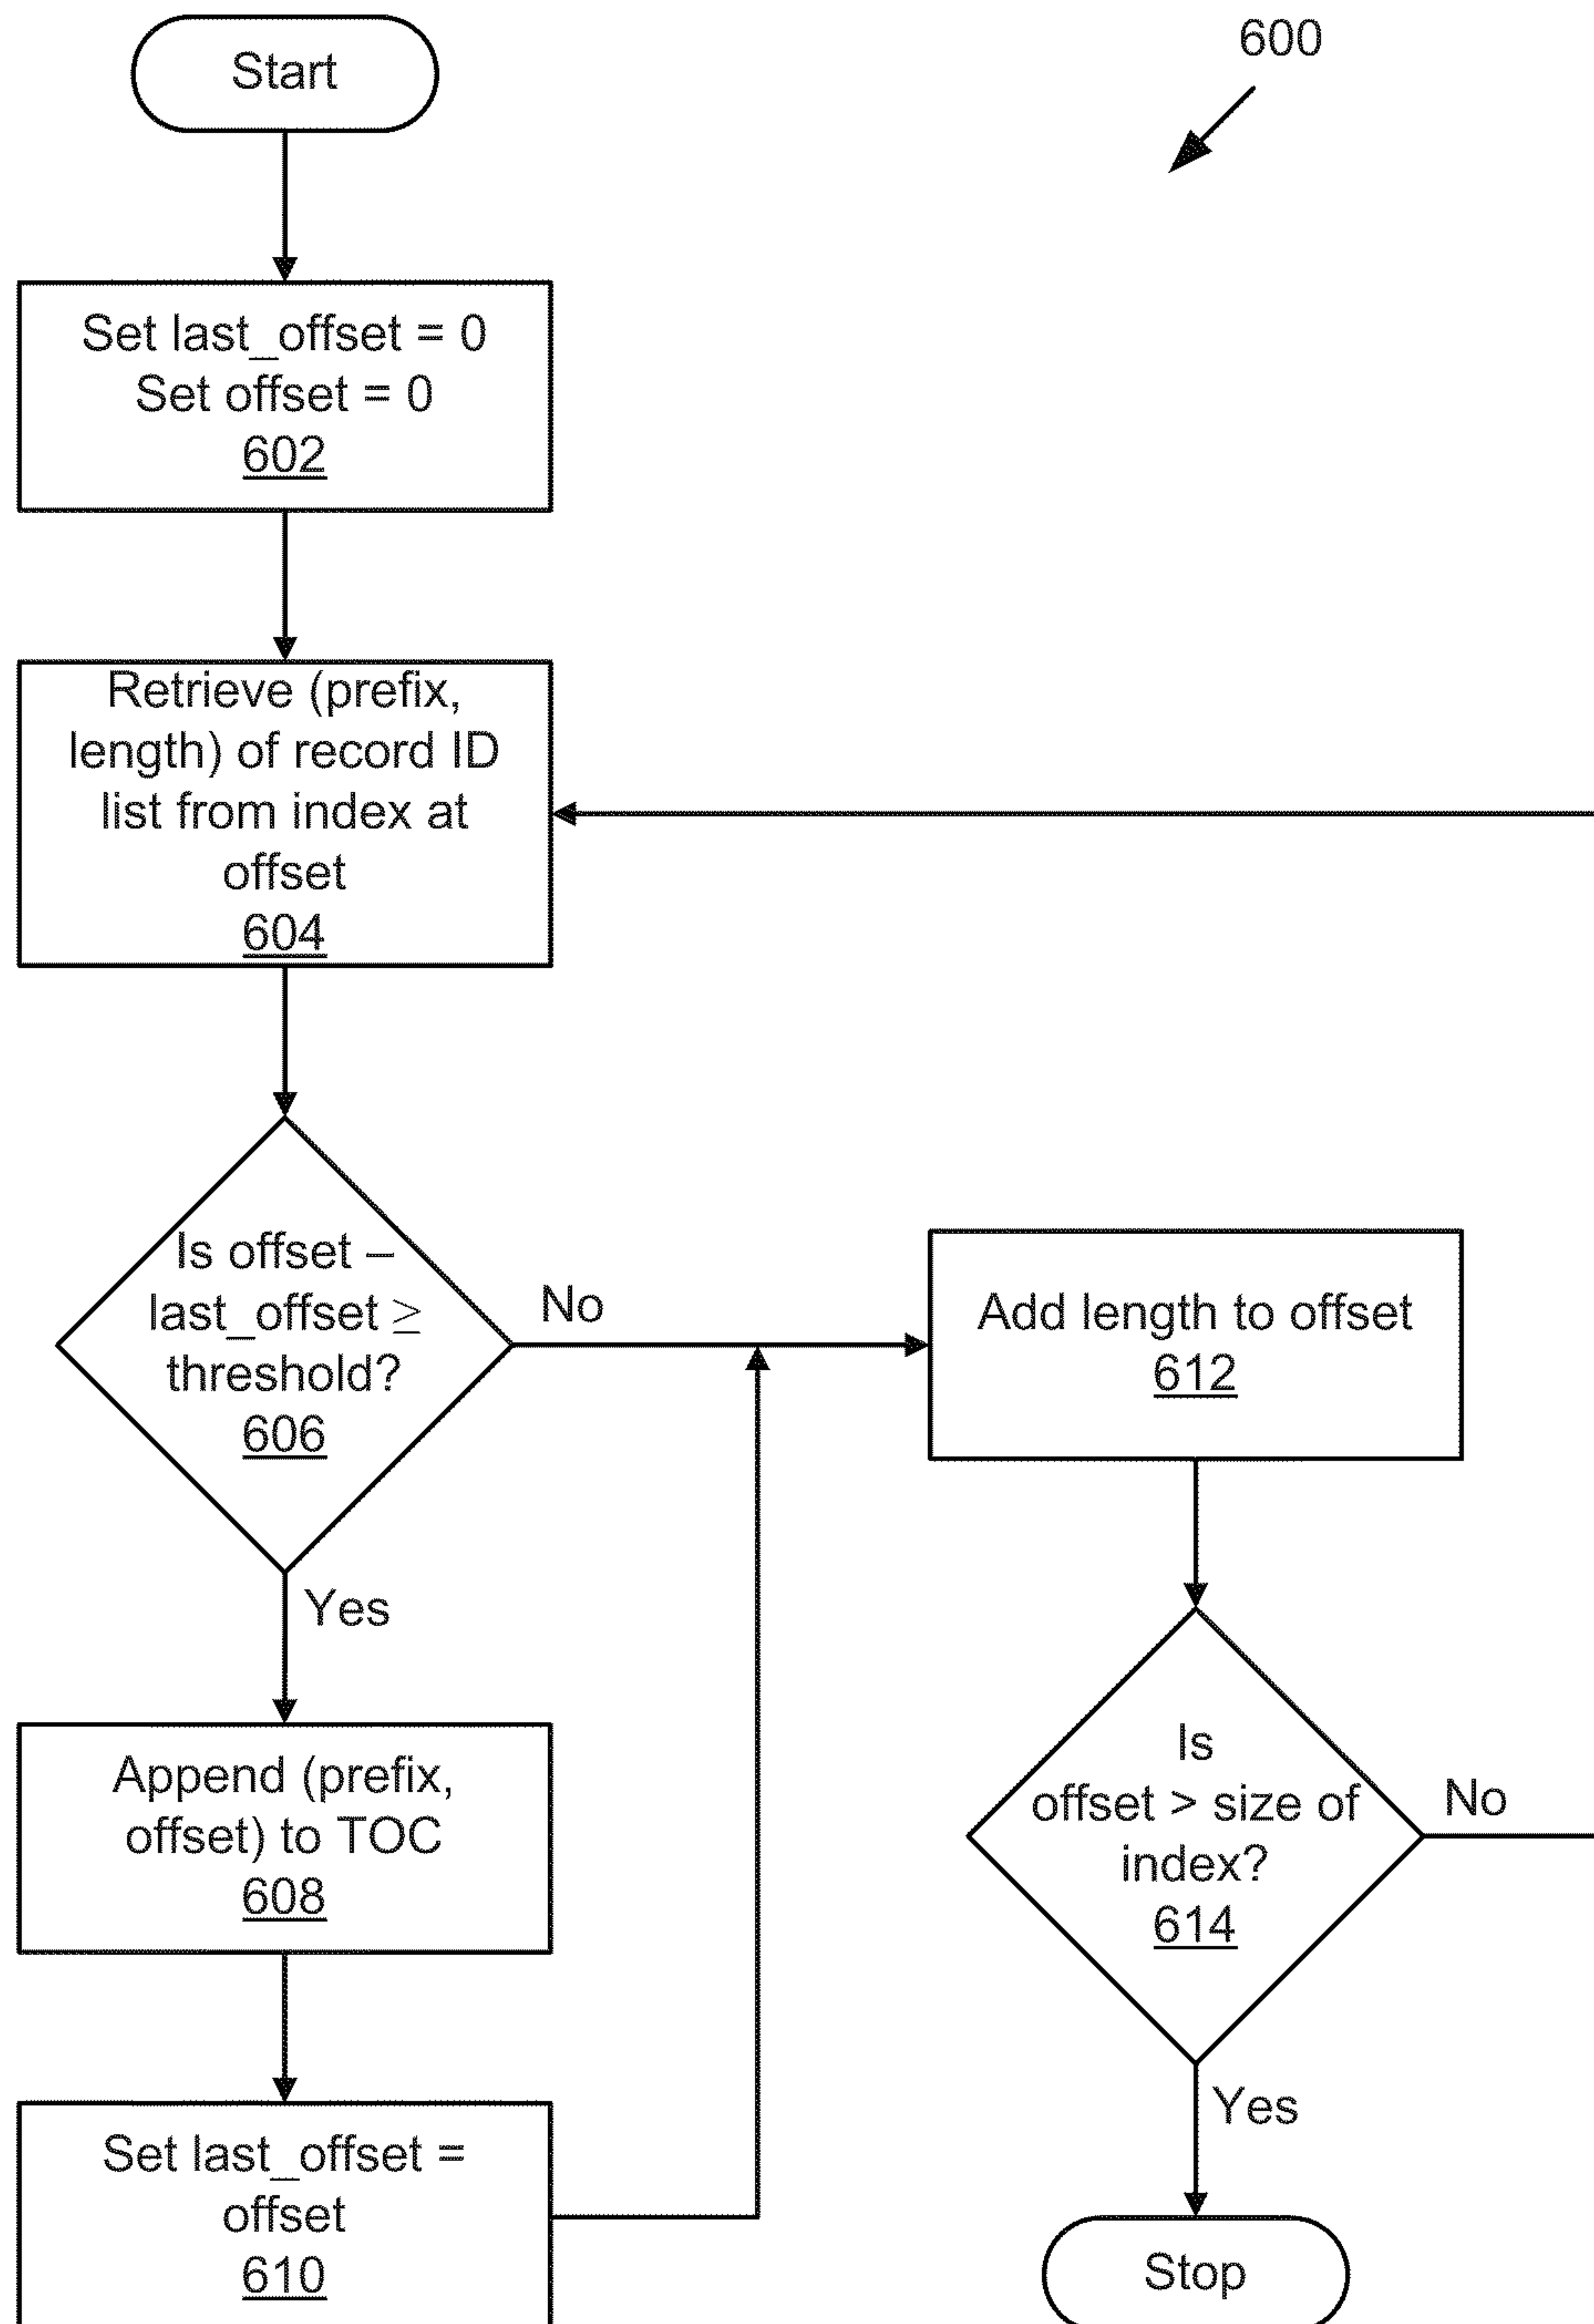 Start
600
Set last_offset = 0
Set offset = 0
602
Retrieve (prefix,
length) of record ID
list from index at
offset
604
Is offset –
last_offset ≥
threshold?
606
No
Yes
Add length to offset
612
Append (prefix,
offset) to TOC
608
Is
offset > size of
index?
614
No
Yes
Set last_offset =
offset
610
Stop